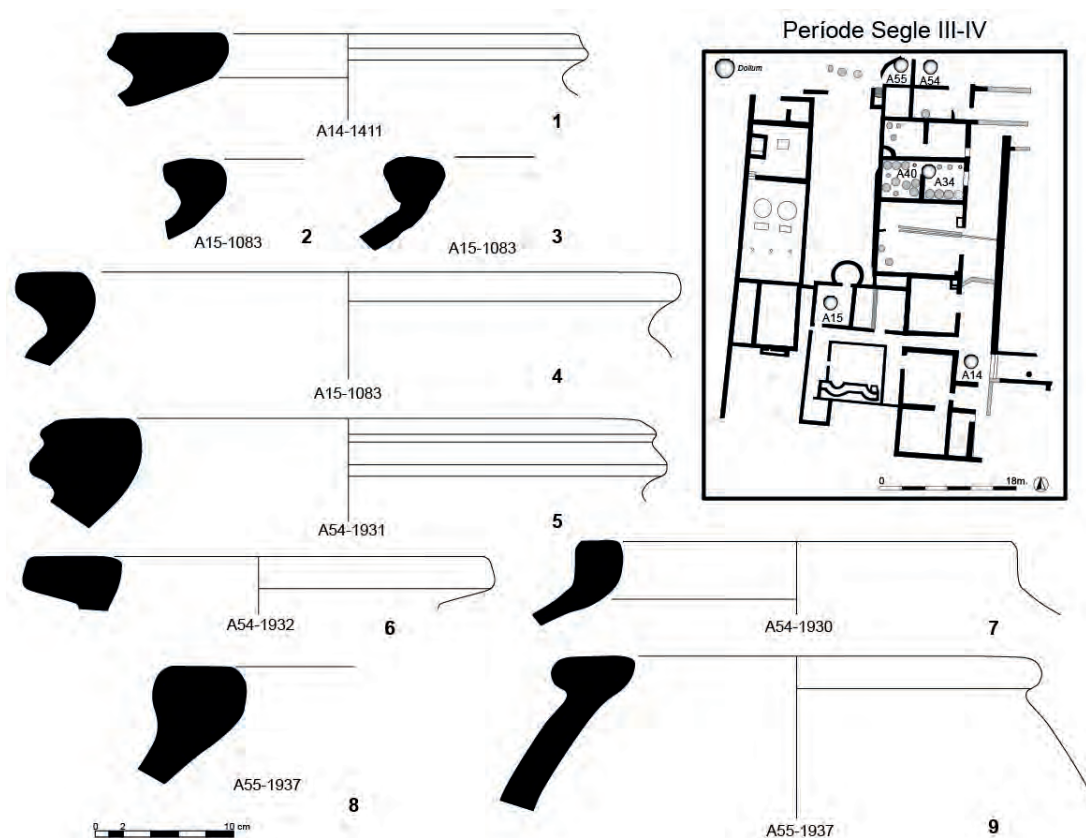 Període Segle III-IV
Dolium
A55
A54
A40
A34
A15
A14
0 18m.
A14-1411
1
A15-1083
2
A15-1083
3
A15-1083
4
A54-1931
5
A54-1932
6
A54-1930
7
A55-1937
8
A55-1937
9
0 2 10 cm